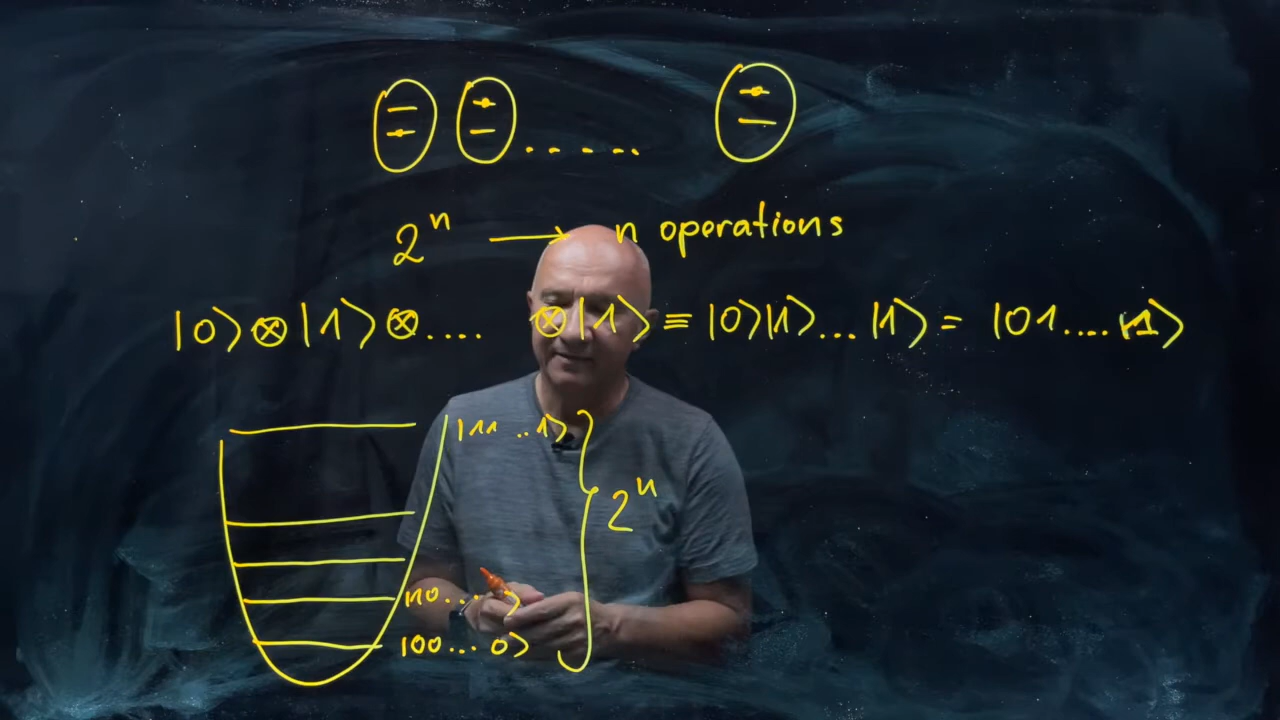 2ⁿ → n operations
|0⟩⊗|1⟩⊗.... ⊗|1⟩≡|0⟩|1⟩...|1⟩= |01....1⟩
|11..1⟩
2ⁿ
|10...⟩
|00...0⟩